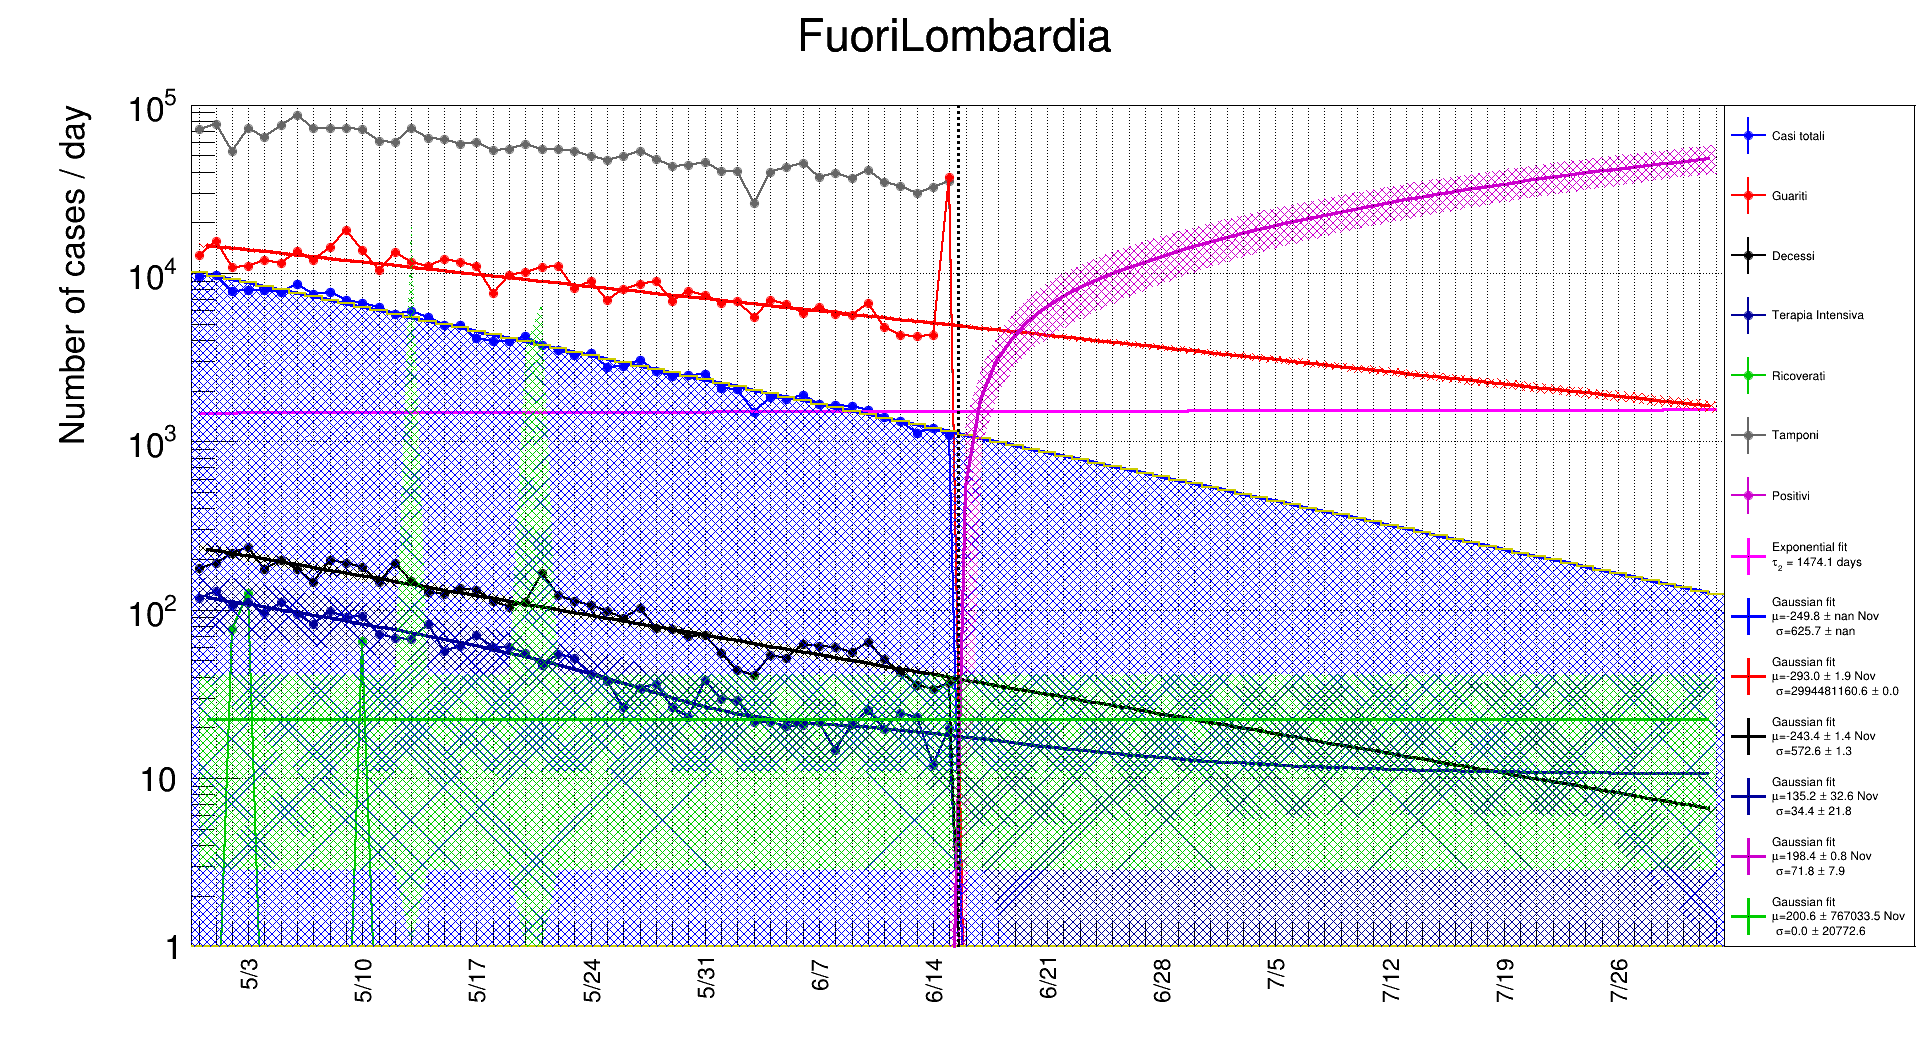 FuoriLombardia
Number of cases / day
10^5
10^4
10^3
10^2
10
1
5/3
5/10
5/17
5/24
5/31
6/7
6/14
6/21
6/28
7/5
7/12
7/19
7/26
Casi totali
Guariti
Decessi
Terapia Intensiva
Ricoverati
Tamponi
Positivi
Exponential fit
τ₂ = 1474.1 days
Gaussian fit
μ=-249.8 ± nan Nov
σ=625.7 ± nan
Gaussian fit
μ=-293.0 ± 1.9 Nov
σ=2994481160.6 ± 0.0
Gaussian fit
μ=-243.4 ± 1.4 Nov
σ=572.6 ± 1.3
Gaussian fit
μ=135.2 ± 32.6 Nov
σ=34.4 ± 21.8
Gaussian fit
μ=198.4 ± 0.8 Nov
σ=71.8 ± 7.9
Gaussian fit
μ=200.6 ± 767033.5 Nov
σ=0.0 ± 20772.6